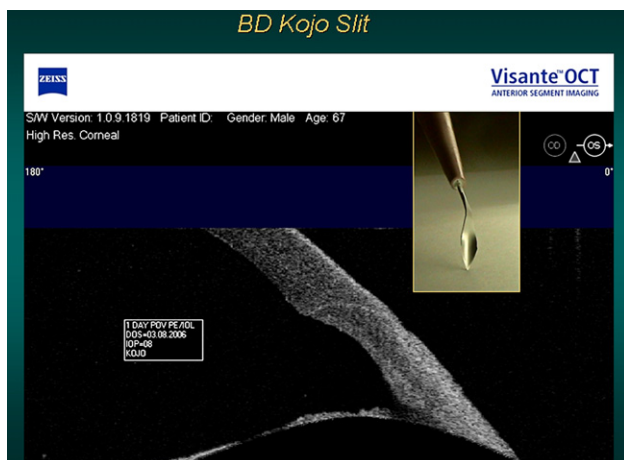 BD Kojo Slit
ZEISS
Visante™OCT
ANTERIOR SEGMENT IMAGING
S/W Version: 1.0.9.1819 Patient ID: Gender: Male Age: 67
High Res. Corneal
OD OS
180° 0°
1 DAY POV PE/IOL
DOS=03.08.2006
IOP=08
KOJO